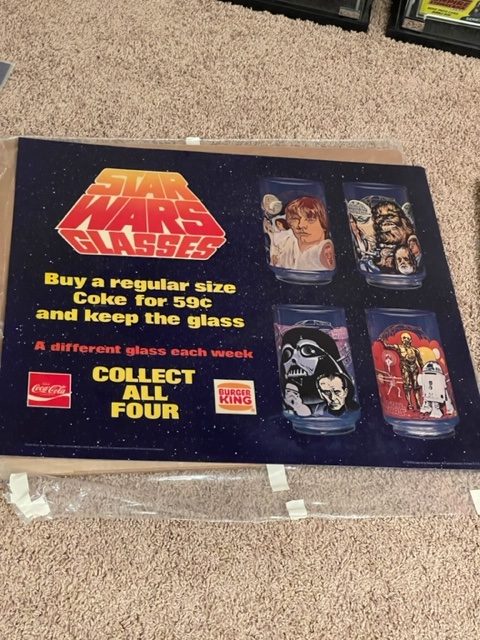 STAR
WARS
GLASSES
Buy a regular size
Coke for 59¢
and keep the glass
A different glass each week
COLLECT
ALL
FOUR
Coca-Cola
BURGER
KING